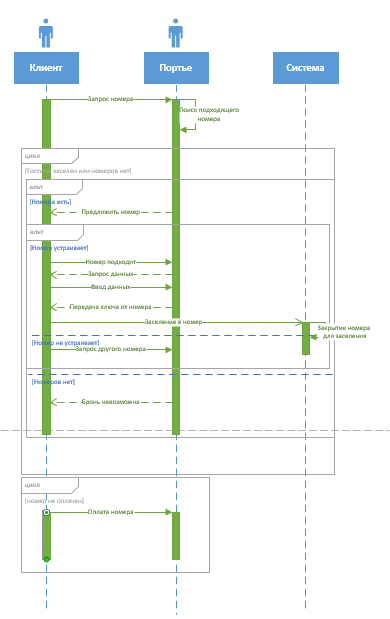 Клиент
Портье
Система
Запрос номера
Поиск подходящего
номера
цикл
[Гость не заселен или номеров нет]
альт
[Номера есть]
Предложить номер
альт
[Номер устраивает]
Номер подходит
Запрос данных
Ввод данных
Передача ключа от номера
Заселение в номер
Закрытие номера
для заселения
[Номер не устраивает]
Запрос другого номера
[Номеров нет]
Бронь невозможна
цикл
[номер не оплачен]
Оплата номера